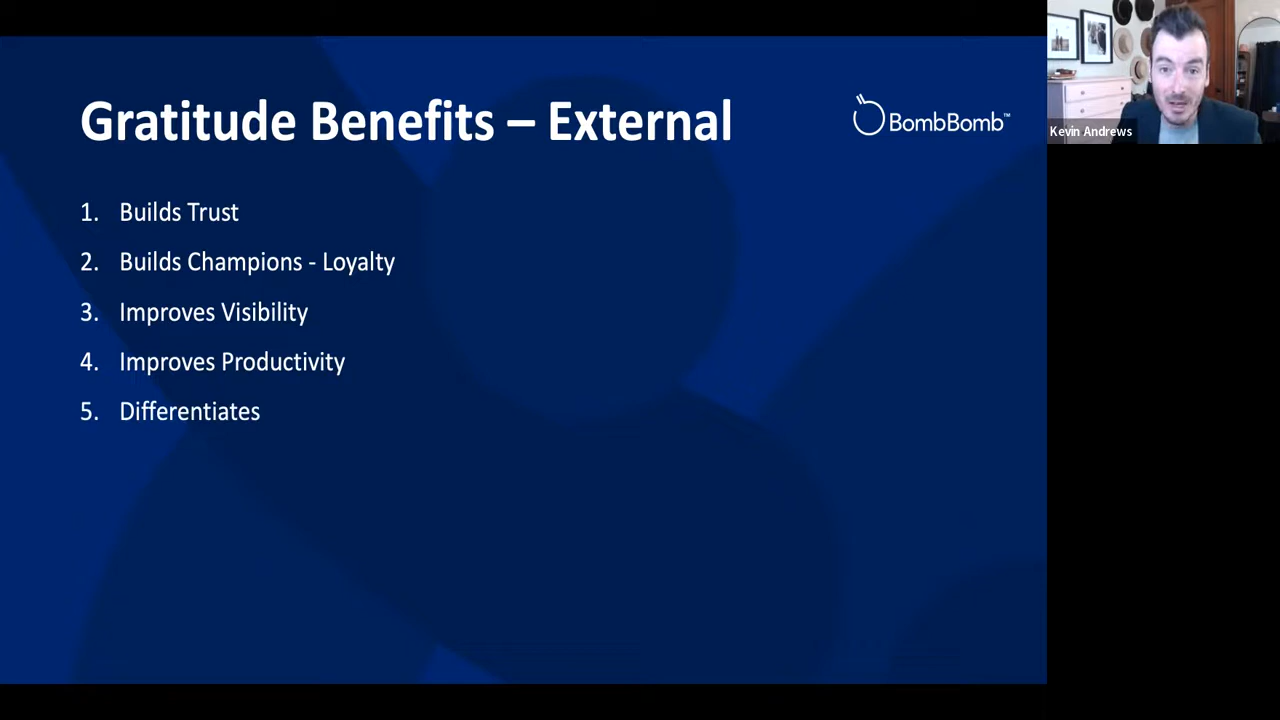 Gratitude Benefits – External
BombBomb™
Kevin Andrews
1. Builds Trust
2. Builds Champions - Loyalty
3. Improves Visibility
4. Improves Productivity
5. Differentiates